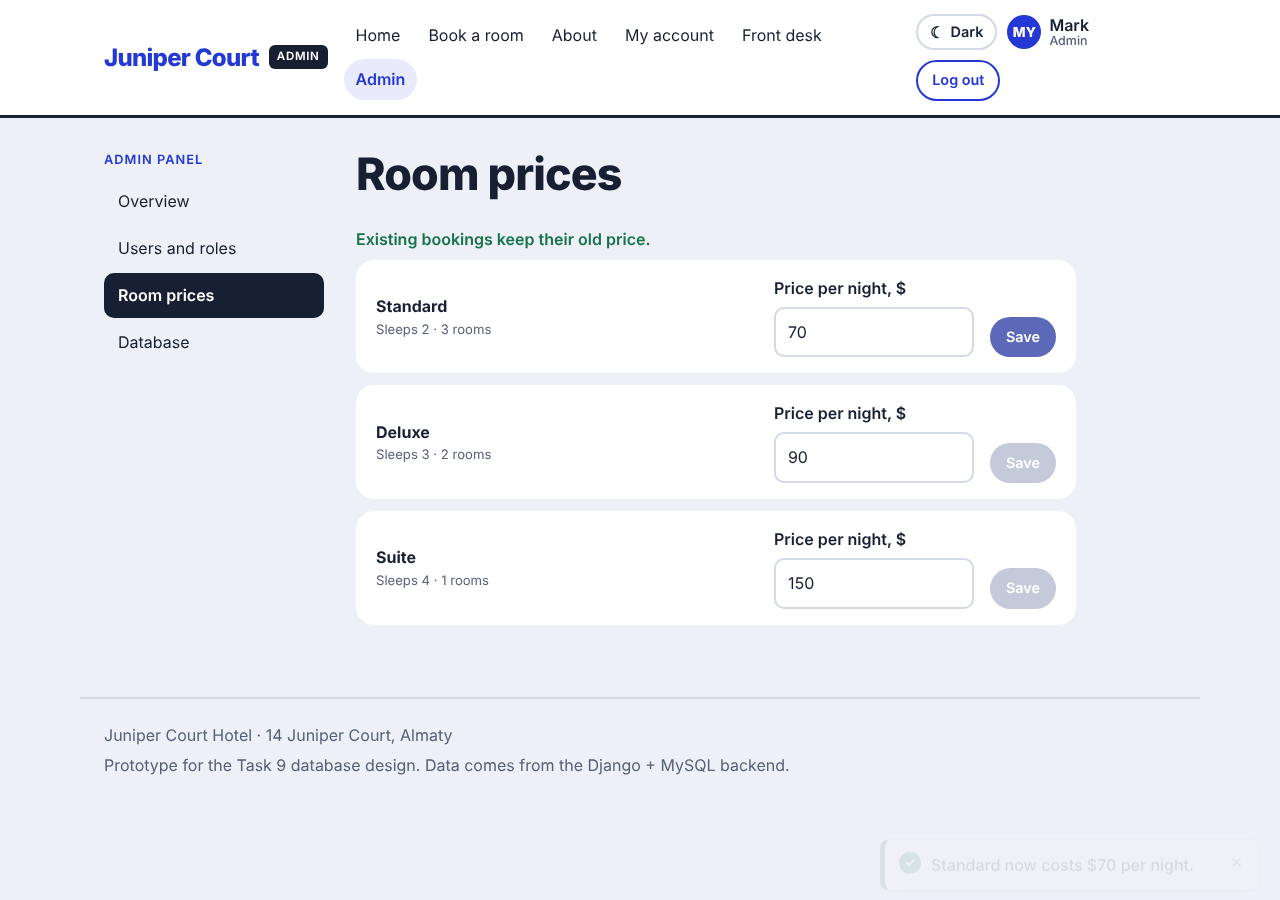 Juniper Court ADMIN
Home Book a room About My account Front desk
Admin
Dark
MY Mark
Admin
Log out
ADMIN PANEL
Overview
Users and roles
Room prices
Database
Room prices
Existing bookings keep their old price.
Standard
Sleeps 2 · 3 rooms
Price per night, $
70
Save
Deluxe
Sleeps 3 · 2 rooms
Price per night, $
90
Save
Suite
Sleeps 4 · 1 rooms
Price per night, $
150
Save
Juniper Court Hotel · 14 Juniper Court, Almaty
Prototype for the Task 9 database design. Data comes from the Django + MySQL backend.
Standard now costs $70 per night.